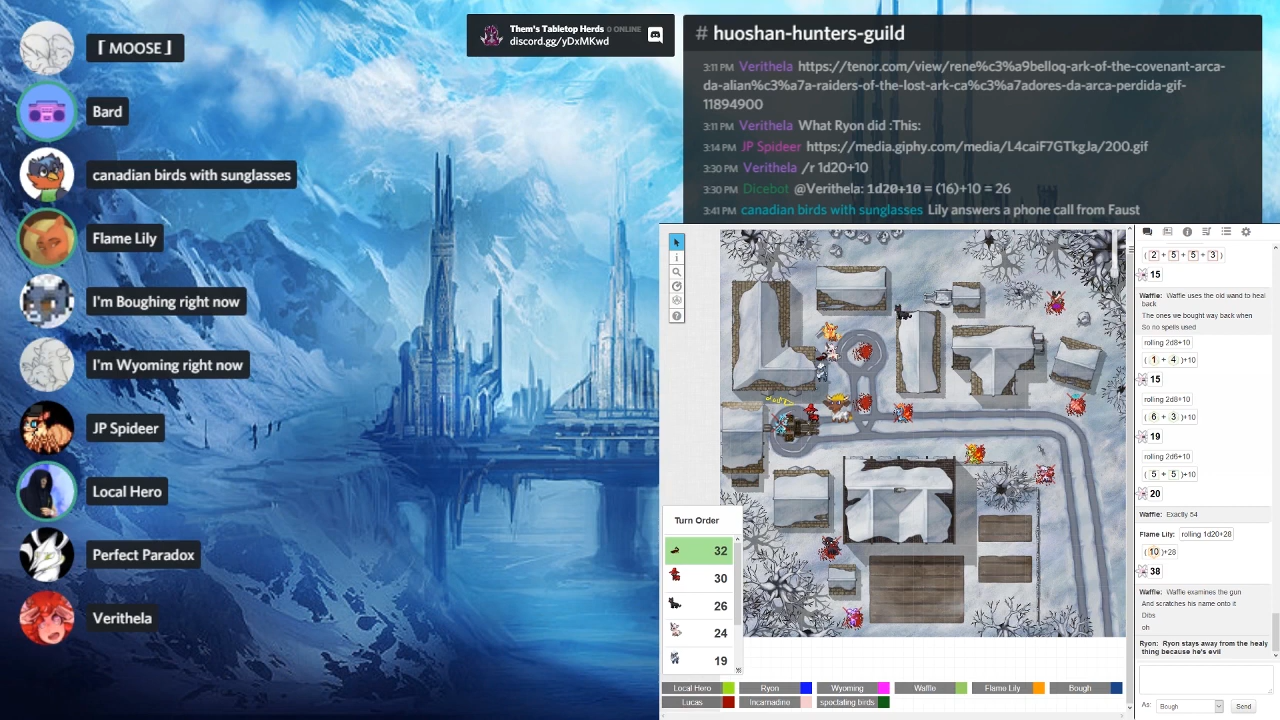 「 MOOSE 」
Bard
canadian birds with sunglasses
Flame Lily
I'm Boughing right now
I'm Wyoming right now
JP Spideer
Local Hero
Perfect Paradox
Verithela
Them's Tabletop Herds 0 ONLINE
discord.gg/yDxMKwd
# huoshan-hunters-guild
3:11 PM Verithela https://tenor.com/view/rene%c3%a9belloq-ark-of-the-covenant-arca-
da-alian%c3%a7a-raiders-of-the-lost-ark-ca%c3%a7adores-da-arca-perdida-gif-
11894900
3:11 PM Verithela What Ryon did :This:
3:14 PM JP Spideer https://media.giphy.com/media/L4caiF7GTkgJa/200.gif
3:30 PM Verithela /r 1d20+10
3:30 PM Dicebot @Verithela: 1d20+10 = (16)+10 = 26
3:41 PM canadian birds with sunglasses Lily answers a phone call from Faust
Turn Order
32
30
26
24
19
Local Hero
Ryon
Wyoming
Waffle
Flame Lily
Bough
Lucas
Incarnadine
spectating birds
( 2 + 5 + 5 + 3 )
15
Waffle: Waffle uses the old wand to heal
back
The ones we bought way back when
So no spells used
rolling 2d8+10
( 1 + 4 )+10
15
rolling 2d8+10
( 6 + 3 )+10
19
rolling 2d6+10
( 5 + 5 )+10
20
Waffle: Exactly 54
Flame Lily: rolling 1d20+28
( 10 )+28
38
Waffle: Waffle examines the gun
And scratches his name onto it
Dibs
oh
Ryon: Ryon stays away from the healy
thing because he's evil
As: Bough Send